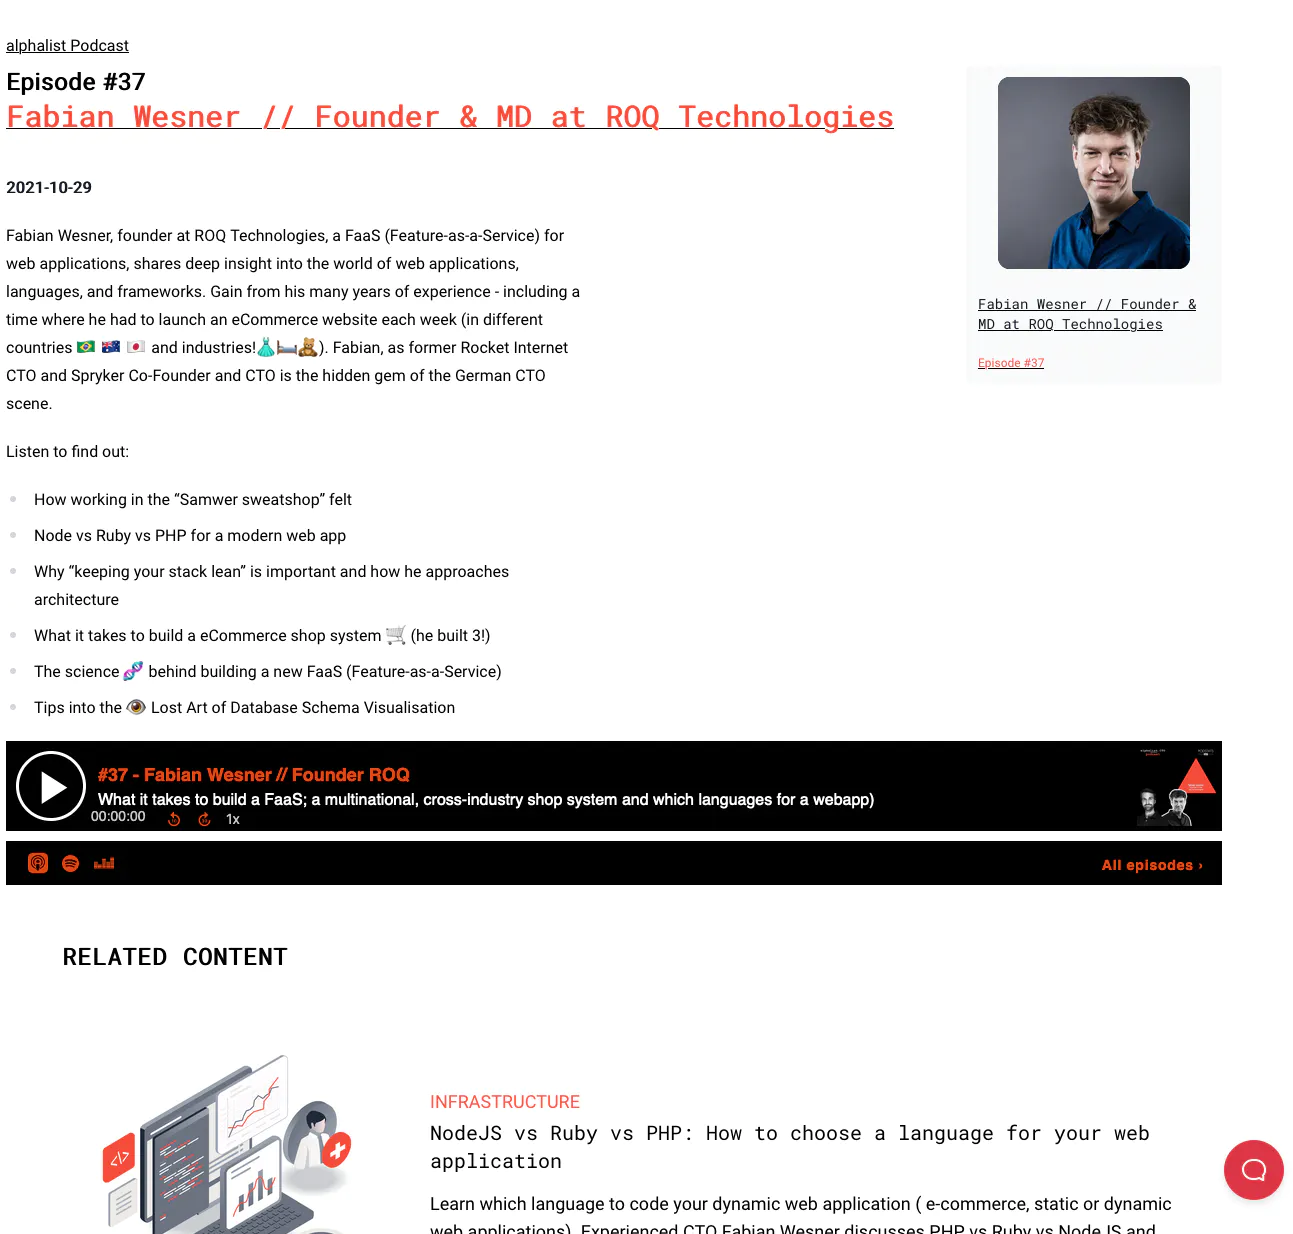 alphalist Podcast
Episode #37
Fabian Wesner // Founder & MD at ROQ Technologies
2021-10-29
Fabian Wesner, founder at ROQ Technologies, a FaaS (Feature-as-a-Service) for
web applications, shares deep insight into the world of web applications,
languages, and frameworks. Gain from his many years of experience - including a
time where he had to launch an eCommerce website each week (in different
countries 🇧🇷 🇦🇺 🇯🇵 and industries!👗🛏️🧸). Fabian, as former Rocket Internet
CTO and Spryker Co-Founder and CTO is the hidden gem of the German CTO
scene.
Listen to find out:
How working in the “Samwer sweatshop” felt
Node vs Ruby vs PHP for a modern web app
Why “keeping your stack lean” is important and how he approaches
architecture
What it takes to build a eCommerce shop system 🛒 (he built 3!)
The science 🧬 behind building a new FaaS (Feature-as-a-Service)
Tips into the 👁️ Lost Art of Database Schema Visualisation
Fabian Wesner // Founder &
MD at ROQ Technologies
Episode #37
#37 - Fabian Wesner // Founder ROQ
What it takes to build a FaaS; a multinational, cross-industry shop system and which languages for a webapp)
00:00:00
1x
All episodes ›
RELATED CONTENT
INFRASTRUCTURE
NodeJS vs Ruby vs PHP: How to choose a language for your web
application
Learn which language to code your dynamic web application ( e-commerce, static or dynamic
web applications). Experienced CTO Fabian Wesner discusses PHP vs Ruby vs Node JS and